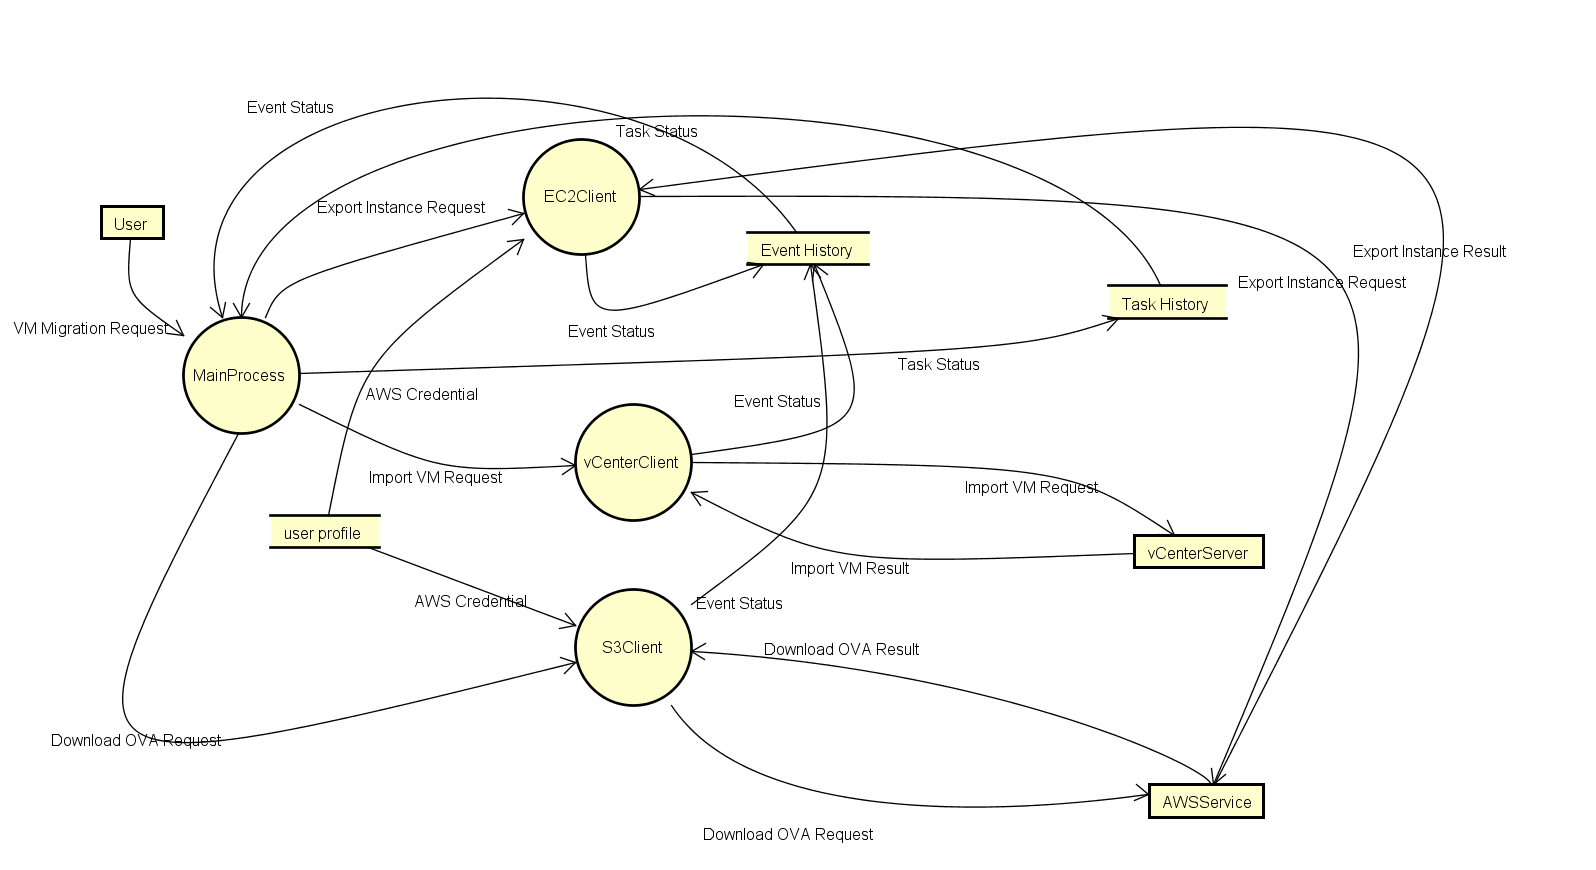 Event Status
Task Status
EC2Client
Export Instance Request
User
Event History
Export Instance Result
Export Instance Request
Task History
VM Migration Request
Event Status
Task Status
MainProcess
AWS Credential
Event Status
vCenterClient
Import VM Request
Import VM Request
user profile
vCenterServer
Import VM Result
AWS Credential
Event Status
S3Client
Download OVA Result
Download OVA Request
AWSService
Download OVA Request